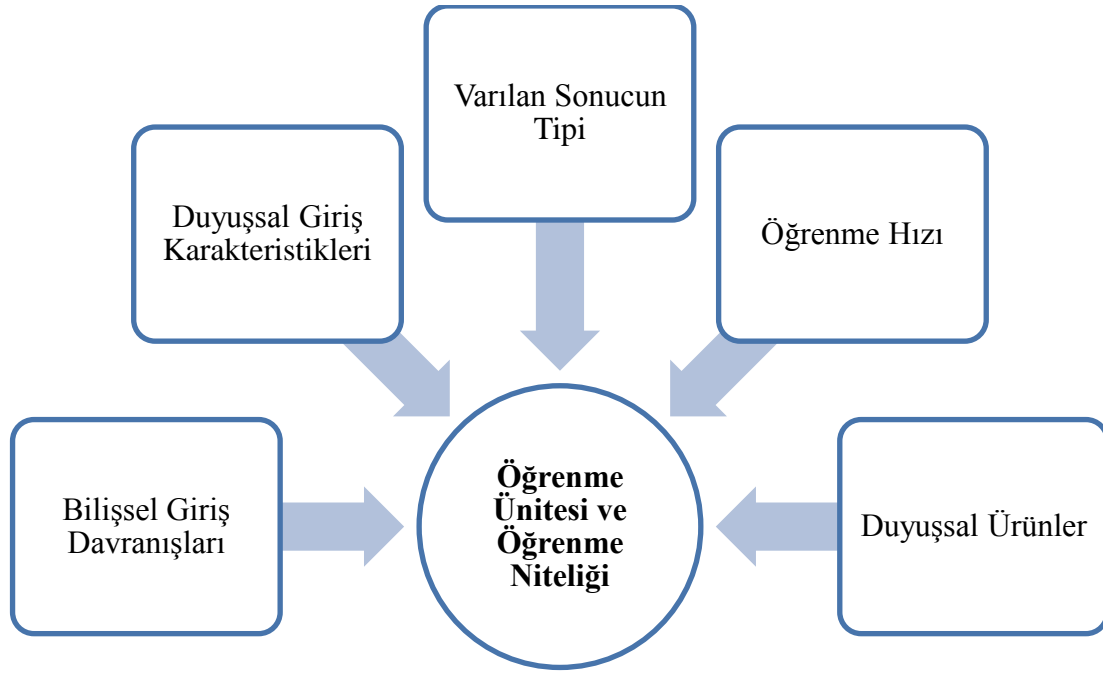 Varılan Sonucun
Tipi
Duyuşsal Giriş
Karakteristikleri
Öğrenme Hızı
Bilişsel Giriş
Davranışları
Öğrenme
Ünitesi ve
Öğrenme
Niteliği
Duyuşsal Ürünler